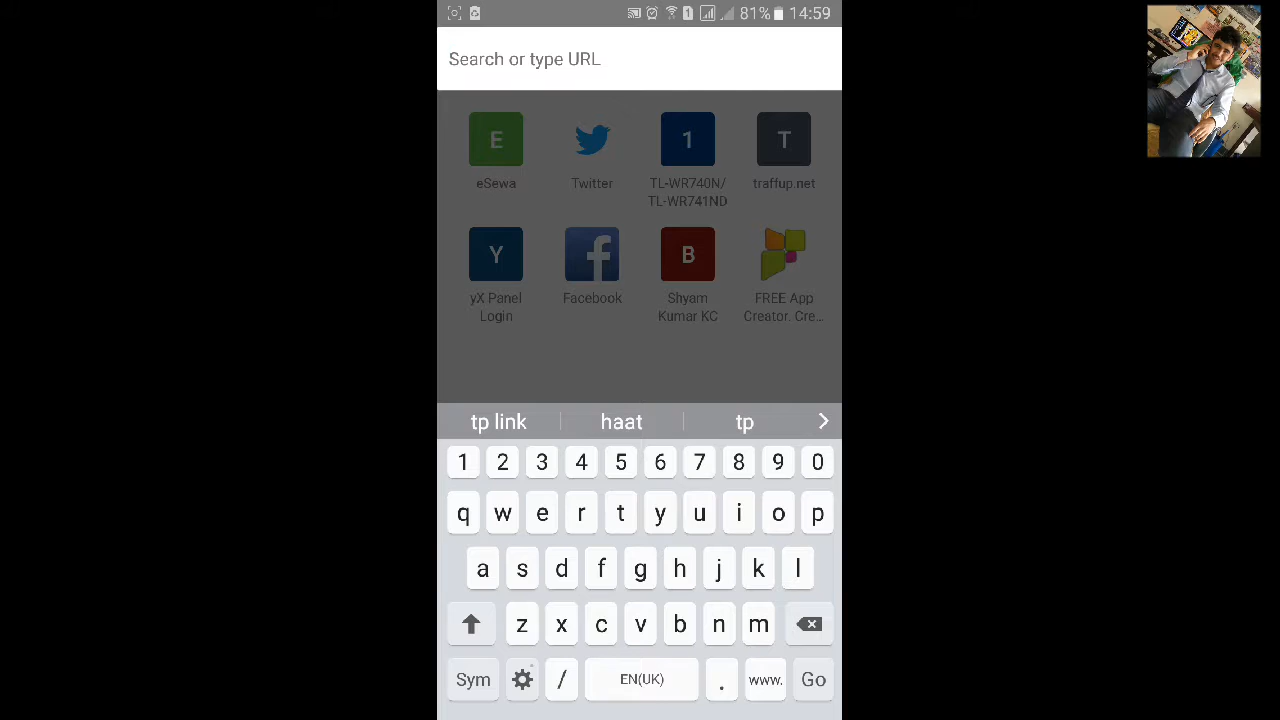 1 81% 14:59
Search or type URL
E 1 T
eSewa Twitter TL-WR740N/ traffup.net
TL-WR741ND
Y f B
yX Panel Facebook Shyam FREE App
Login Kumar KC Creator. Cre...
tp link haat tp
1 2 3 4 5 6 7 8 9 0
q w e r t y u i o p
a s d f g h j k l
z x c v b n m
Sym / EN(UK) . www. Go